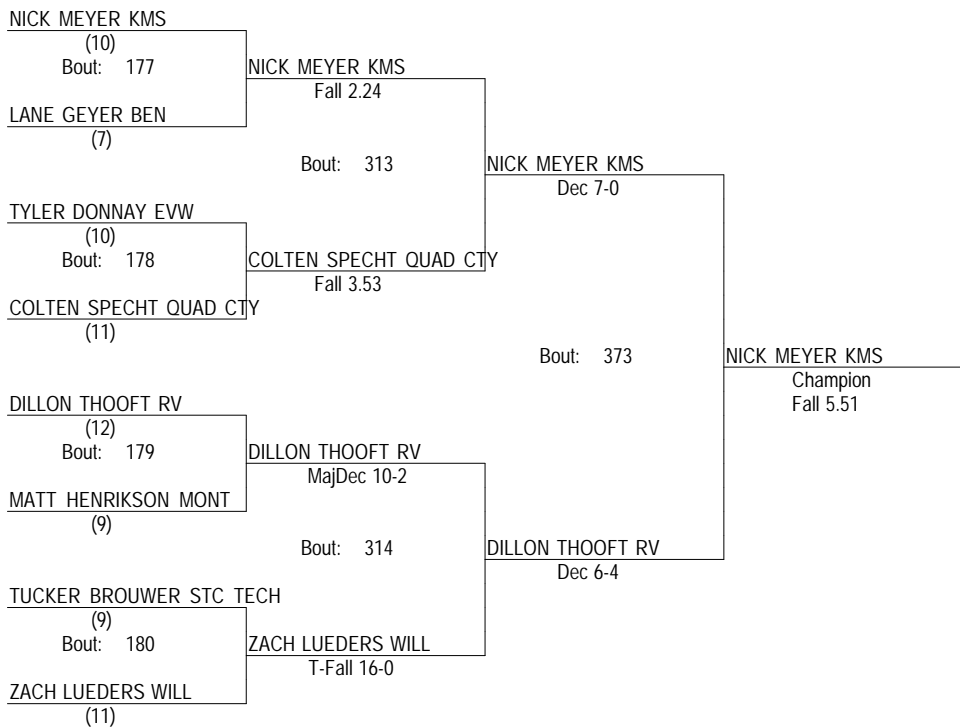 NICK MEYER KMS
(10)
Bout: 177
LANE GEYER BEN
(7)
NICK MEYER KMS
Fall 2.24
Bout: 313
TYLER DONNAY EVW
(10)
Bout: 178
COLTEN SPECHT QUAD CTY
(11)
COLTEN SPECHT QUAD CTY
Fall 3.53
NICK MEYER KMS
Dec 7-0
Bout: 373
DILLON THOOFT RV
(12)
Bout: 179
MATT HENRIKSON MONT
(9)
DILLON THOOFT RV
MajDec 10-2
Bout: 314
TUCKER BROUWER STC TECH
(9)
Bout: 180
ZACH LUEDERS WILL
(11)
ZACH LUEDERS WILL
T-Fall 16-0
DILLON THOOFT RV
Dec 6-4
NICK MEYER KMS
Champion
Fall 5.51